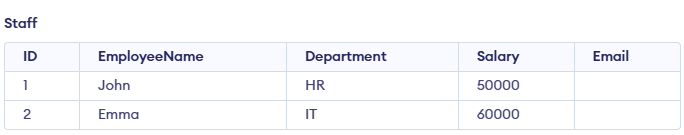 Staff
ID EmployeeName Department Salary Email
1 John HR 50000
2 Emma IT 60000